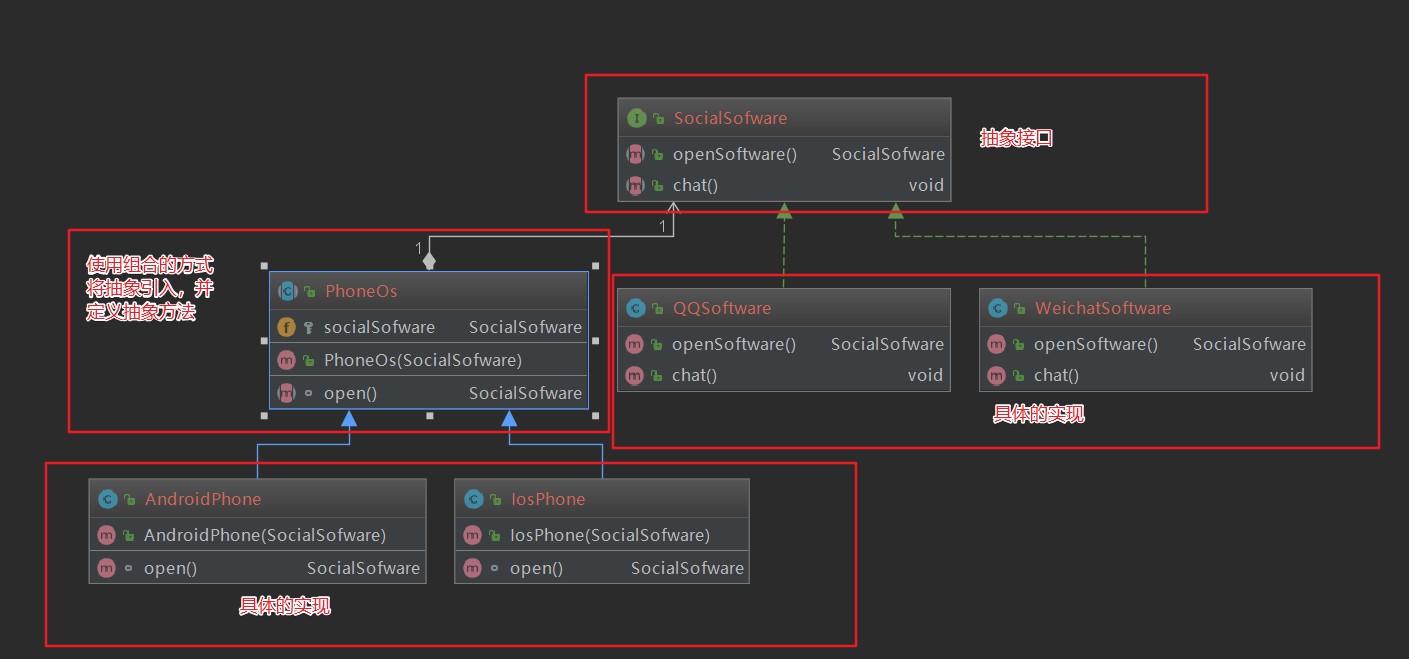 SocialSofware
openSoftware() SocialSofware
chat() void
抽象接口
1
1
使用组合的方式
将抽象引入，并
定义抽象方法
PhoneOs
socialSofware SocialSofware
PhoneOs(SocialSofware)
open() SocialSofware
QQSoftware
openSoftware() SocialSofware
chat() void
WeichatSoftware
openSoftware() SocialSofware
chat() void
具体的实现
AndroidPhone
AndroidPhone(SocialSofware)
open() SocialSofware
IosPhone
IosPhone(SocialSofware)
open() SocialSofware
具体的实现